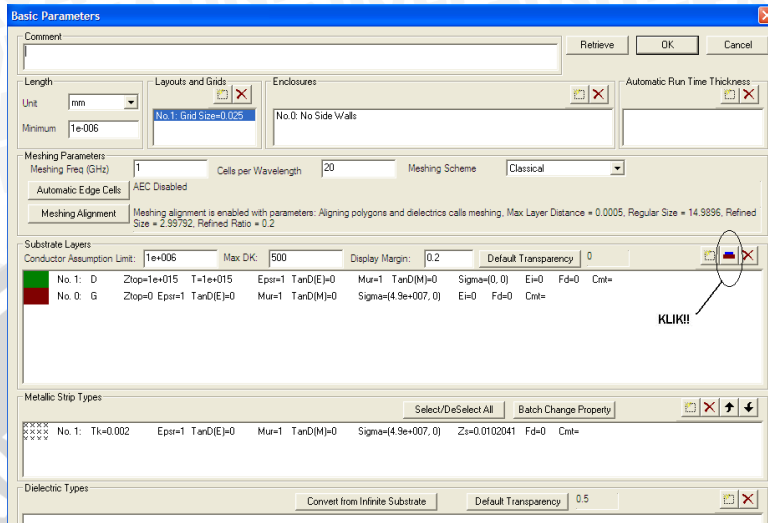 Basic Parameters
Comment
Retrieve OK Cancel
Length Layouts and Grids Enclosures Automatic Run Time Thickness
Unit mm
No.1: Grid Size=0.025 No.0: No Side Walls
Minimum 1e-006
Meshing Parameters
Meshing Freq (GHz) 1 Cells per Wavelength 20 Meshing Scheme Classical
Automatic Edge Cells AEC Disabled
Meshing Alignment Meshing alignment is enabled with parameters: Aligning polygons and dielectrics calls meshing, Max Layer Distance = 0.0005, Regular Size = 14.9896, Refined
Size = 2.99792, Refined Ratio = 0.2
Substrate Layers
Conductor Assumption Limit: 1e+006 Max DK: 500 Display Margin: 0.2 Default Transparency 0
No. 1: D Ztop=1e+015 T=1e+015 Epsr=1 TanD(E)=0 Mur=1 TanD(M)=0 Sigma=(0, 0) Ei=0 Fd=0 Cmt=
No. 0: G Ztop=0 Epsr=1 TanD(E)=0 Mur=1 TanD(M)=0 Sigma=(4.9e+007, 0) Ei=0 Fd=0 Cmt=
KLIK!!
Metallic Strip Types
Select/DeSelect All Batch Change Property
No. 1: Tk=0.002 Epsr=1 TanD(E)=0 Mur=1 TanD(M)=0 Sigma=(4.9e+007, 0) Zs=0.0102041 Fd=0 Cmt=
Dielectric Types
Convert from Infinite Substrate Default Transparency 0.5